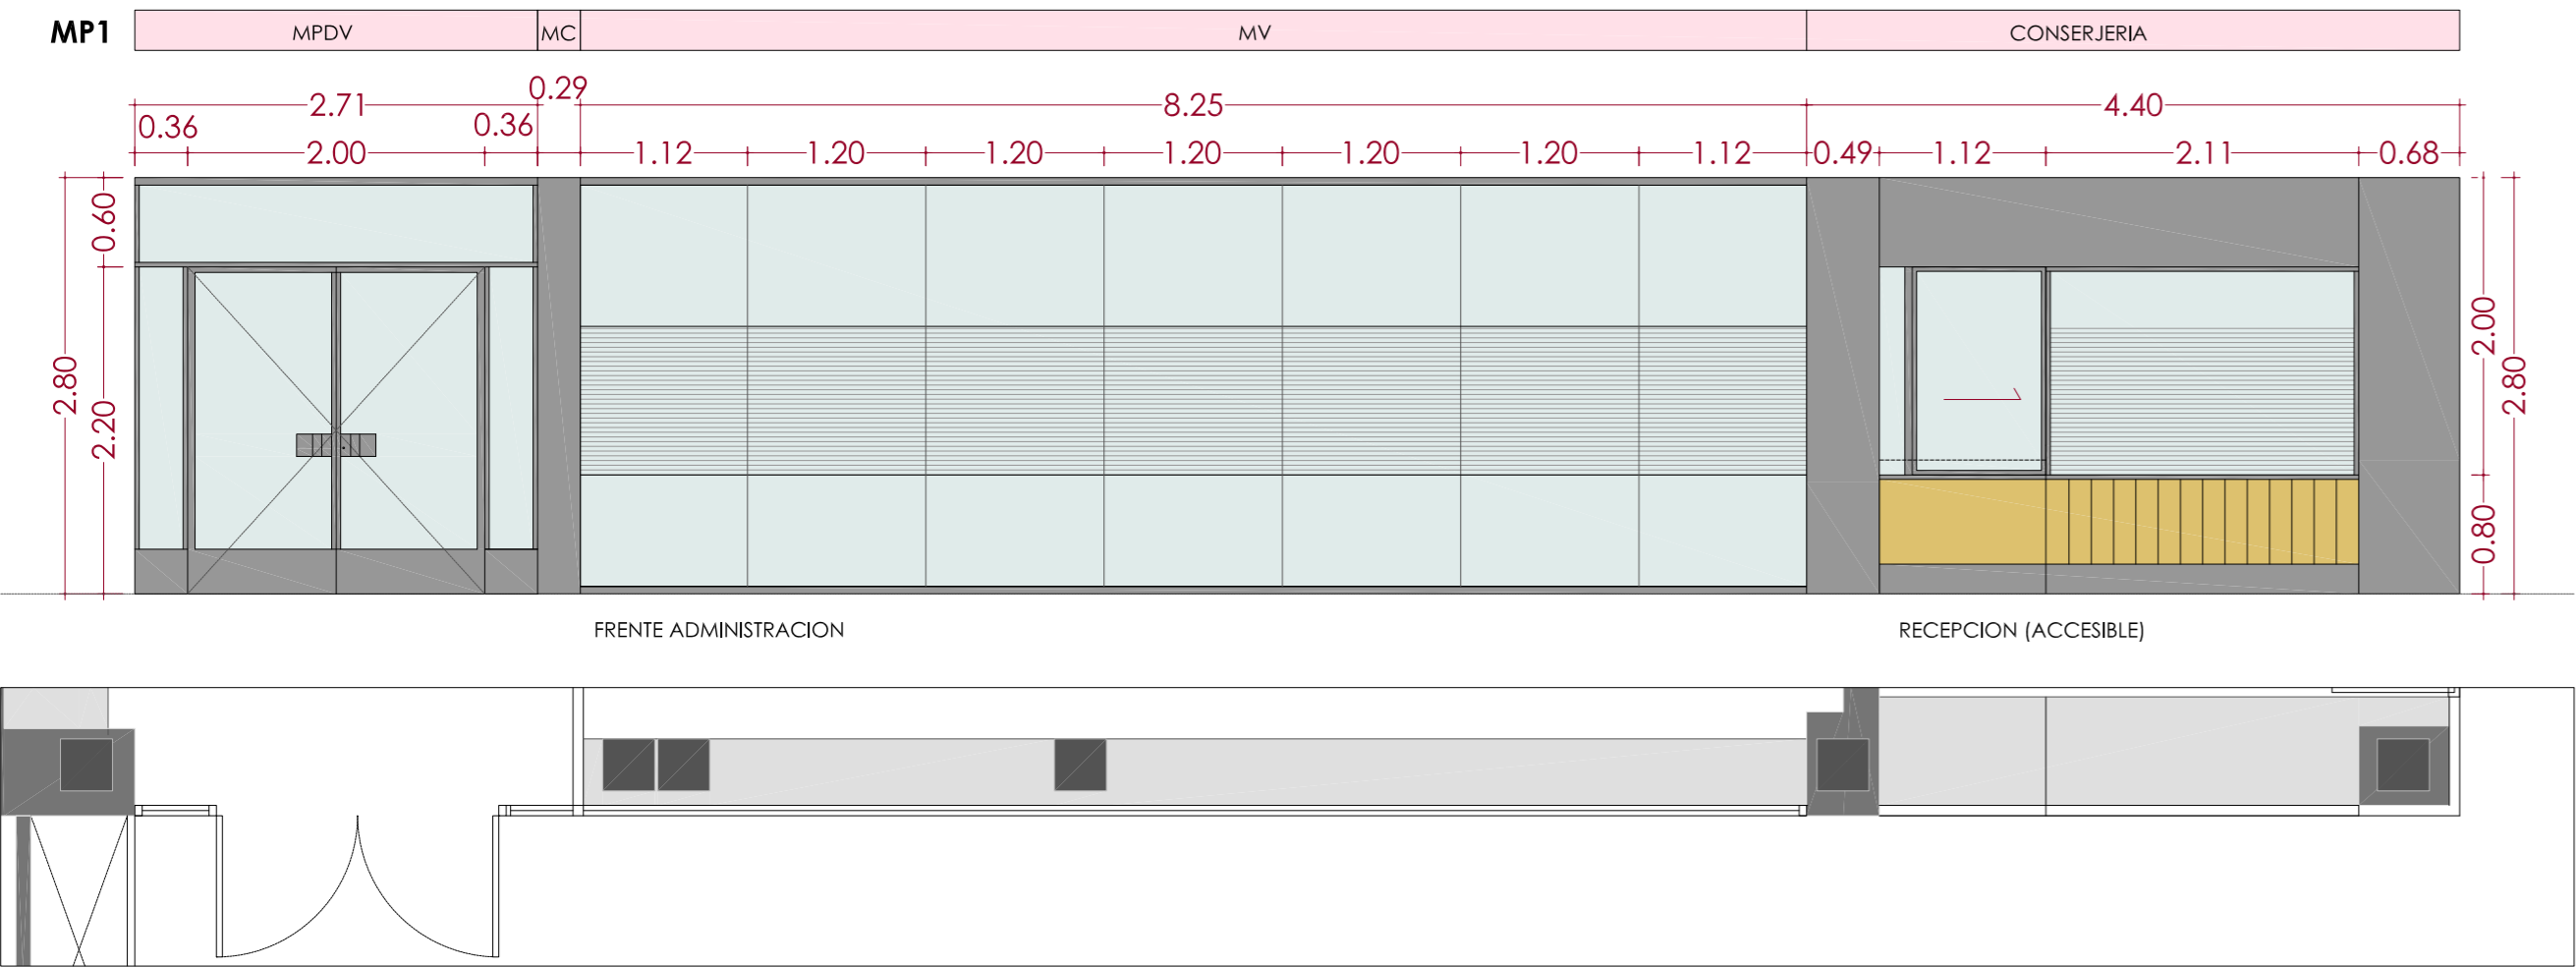 MP1 MPDV MC MV CONSERJERIA
2.71 0.29 8.25 4.40
0.36 2.00 0.36 1.12 1.20 1.20 1.20 1.20 1.20 1.12 0.49 1.12 2.11 0.68
2.80 0.60 2.20
2.00 0.80 2.80
FRENTE ADMINISTRACION RECEPCION (ACCESIBLE)